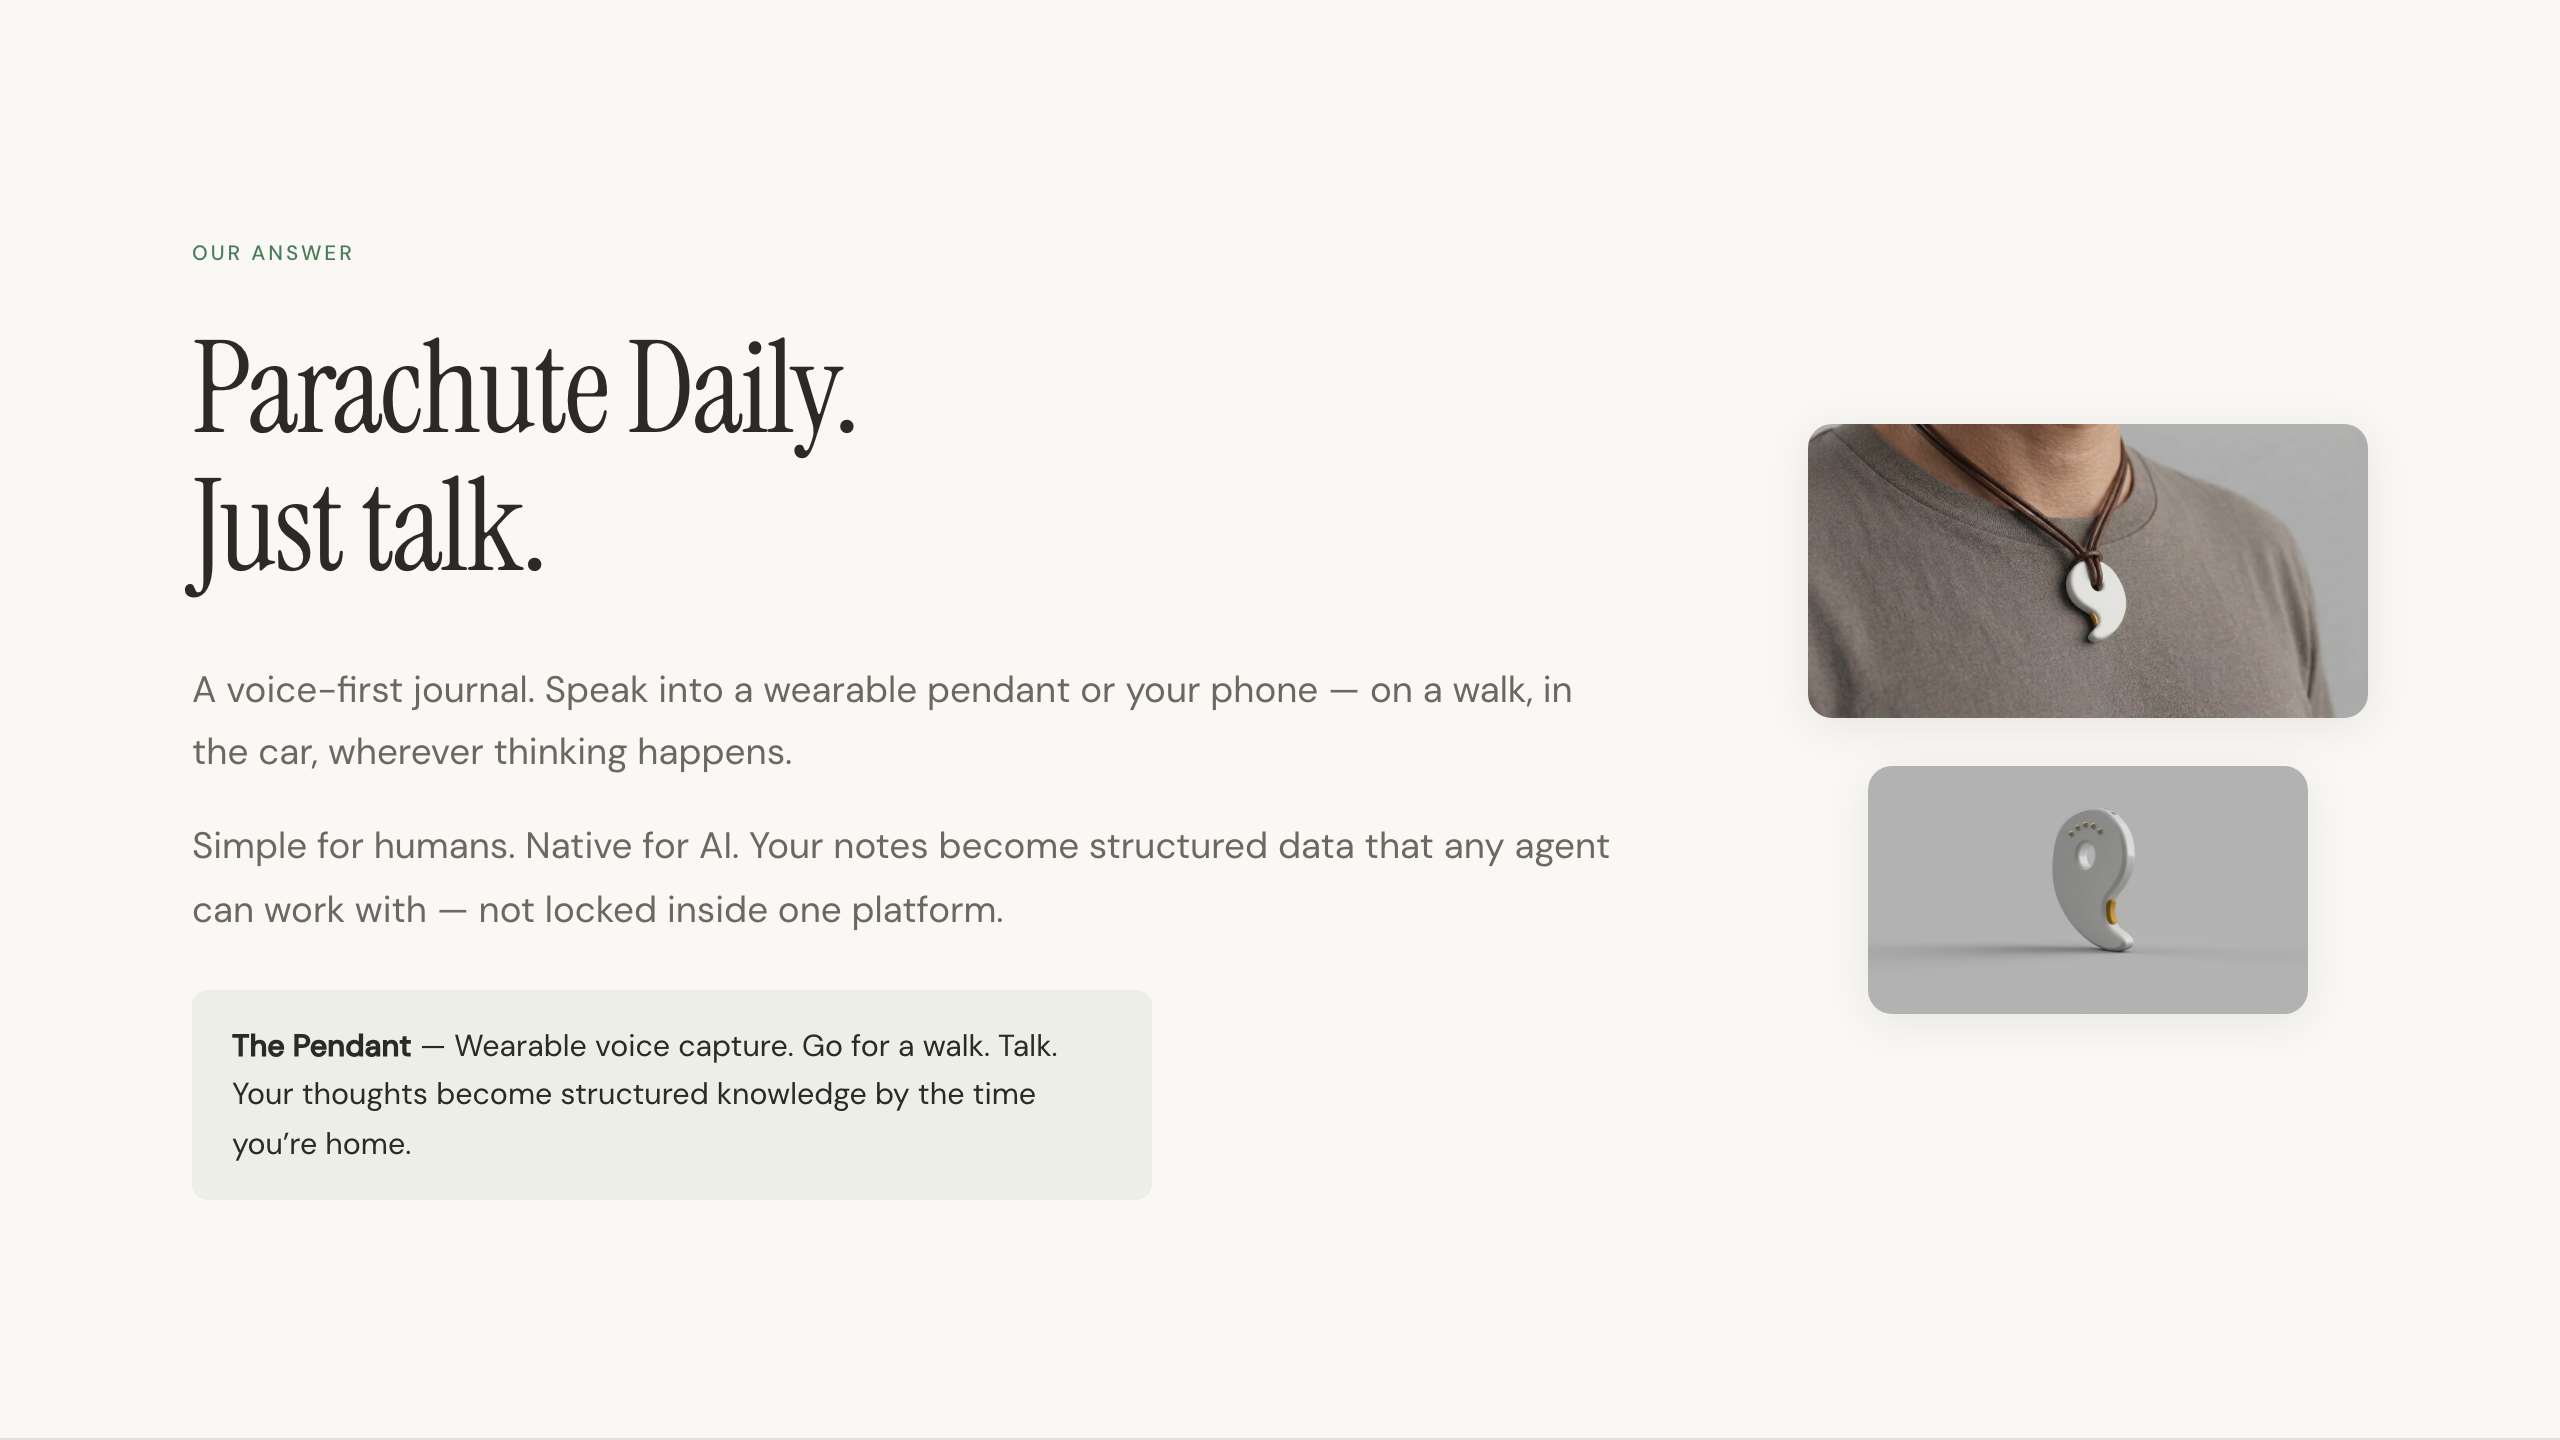 OUR ANSWER
Parachute Daily.
Just talk.
A voice-first journal. Speak into a wearable pendant or your phone — on a walk, in
the car, wherever thinking happens.
Simple for humans. Native for AI. Your notes become structured data that any agent
can work with — not locked inside one platform.
The Pendant — Wearable voice capture. Go for a walk. Talk.
Your thoughts become structured knowledge by the time
you’re home.